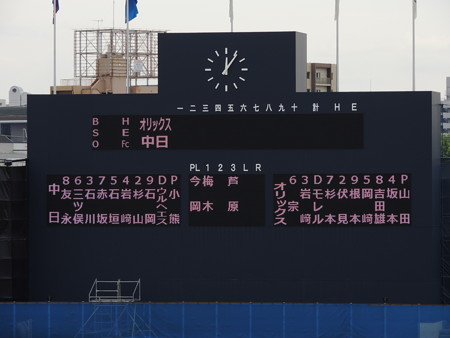 一二三四五六七八九十 計 H E
B H オリックス
S E 中日
O Fc
PL 1 2 3 L R
今岡
梅木
芦原
中日
8 友永
6 三ツ俣
3 石川
7 赤坂
5 石垣
4 岩﨑
2 杉山
9 石岡
D ウルヘエス
P 小熊
オリックス
6 宗
3 岩﨑
D モレル
7 杉本
2 伏見
9 根本
5 岡﨑
8 吉田雄
4 坂本
P 山田